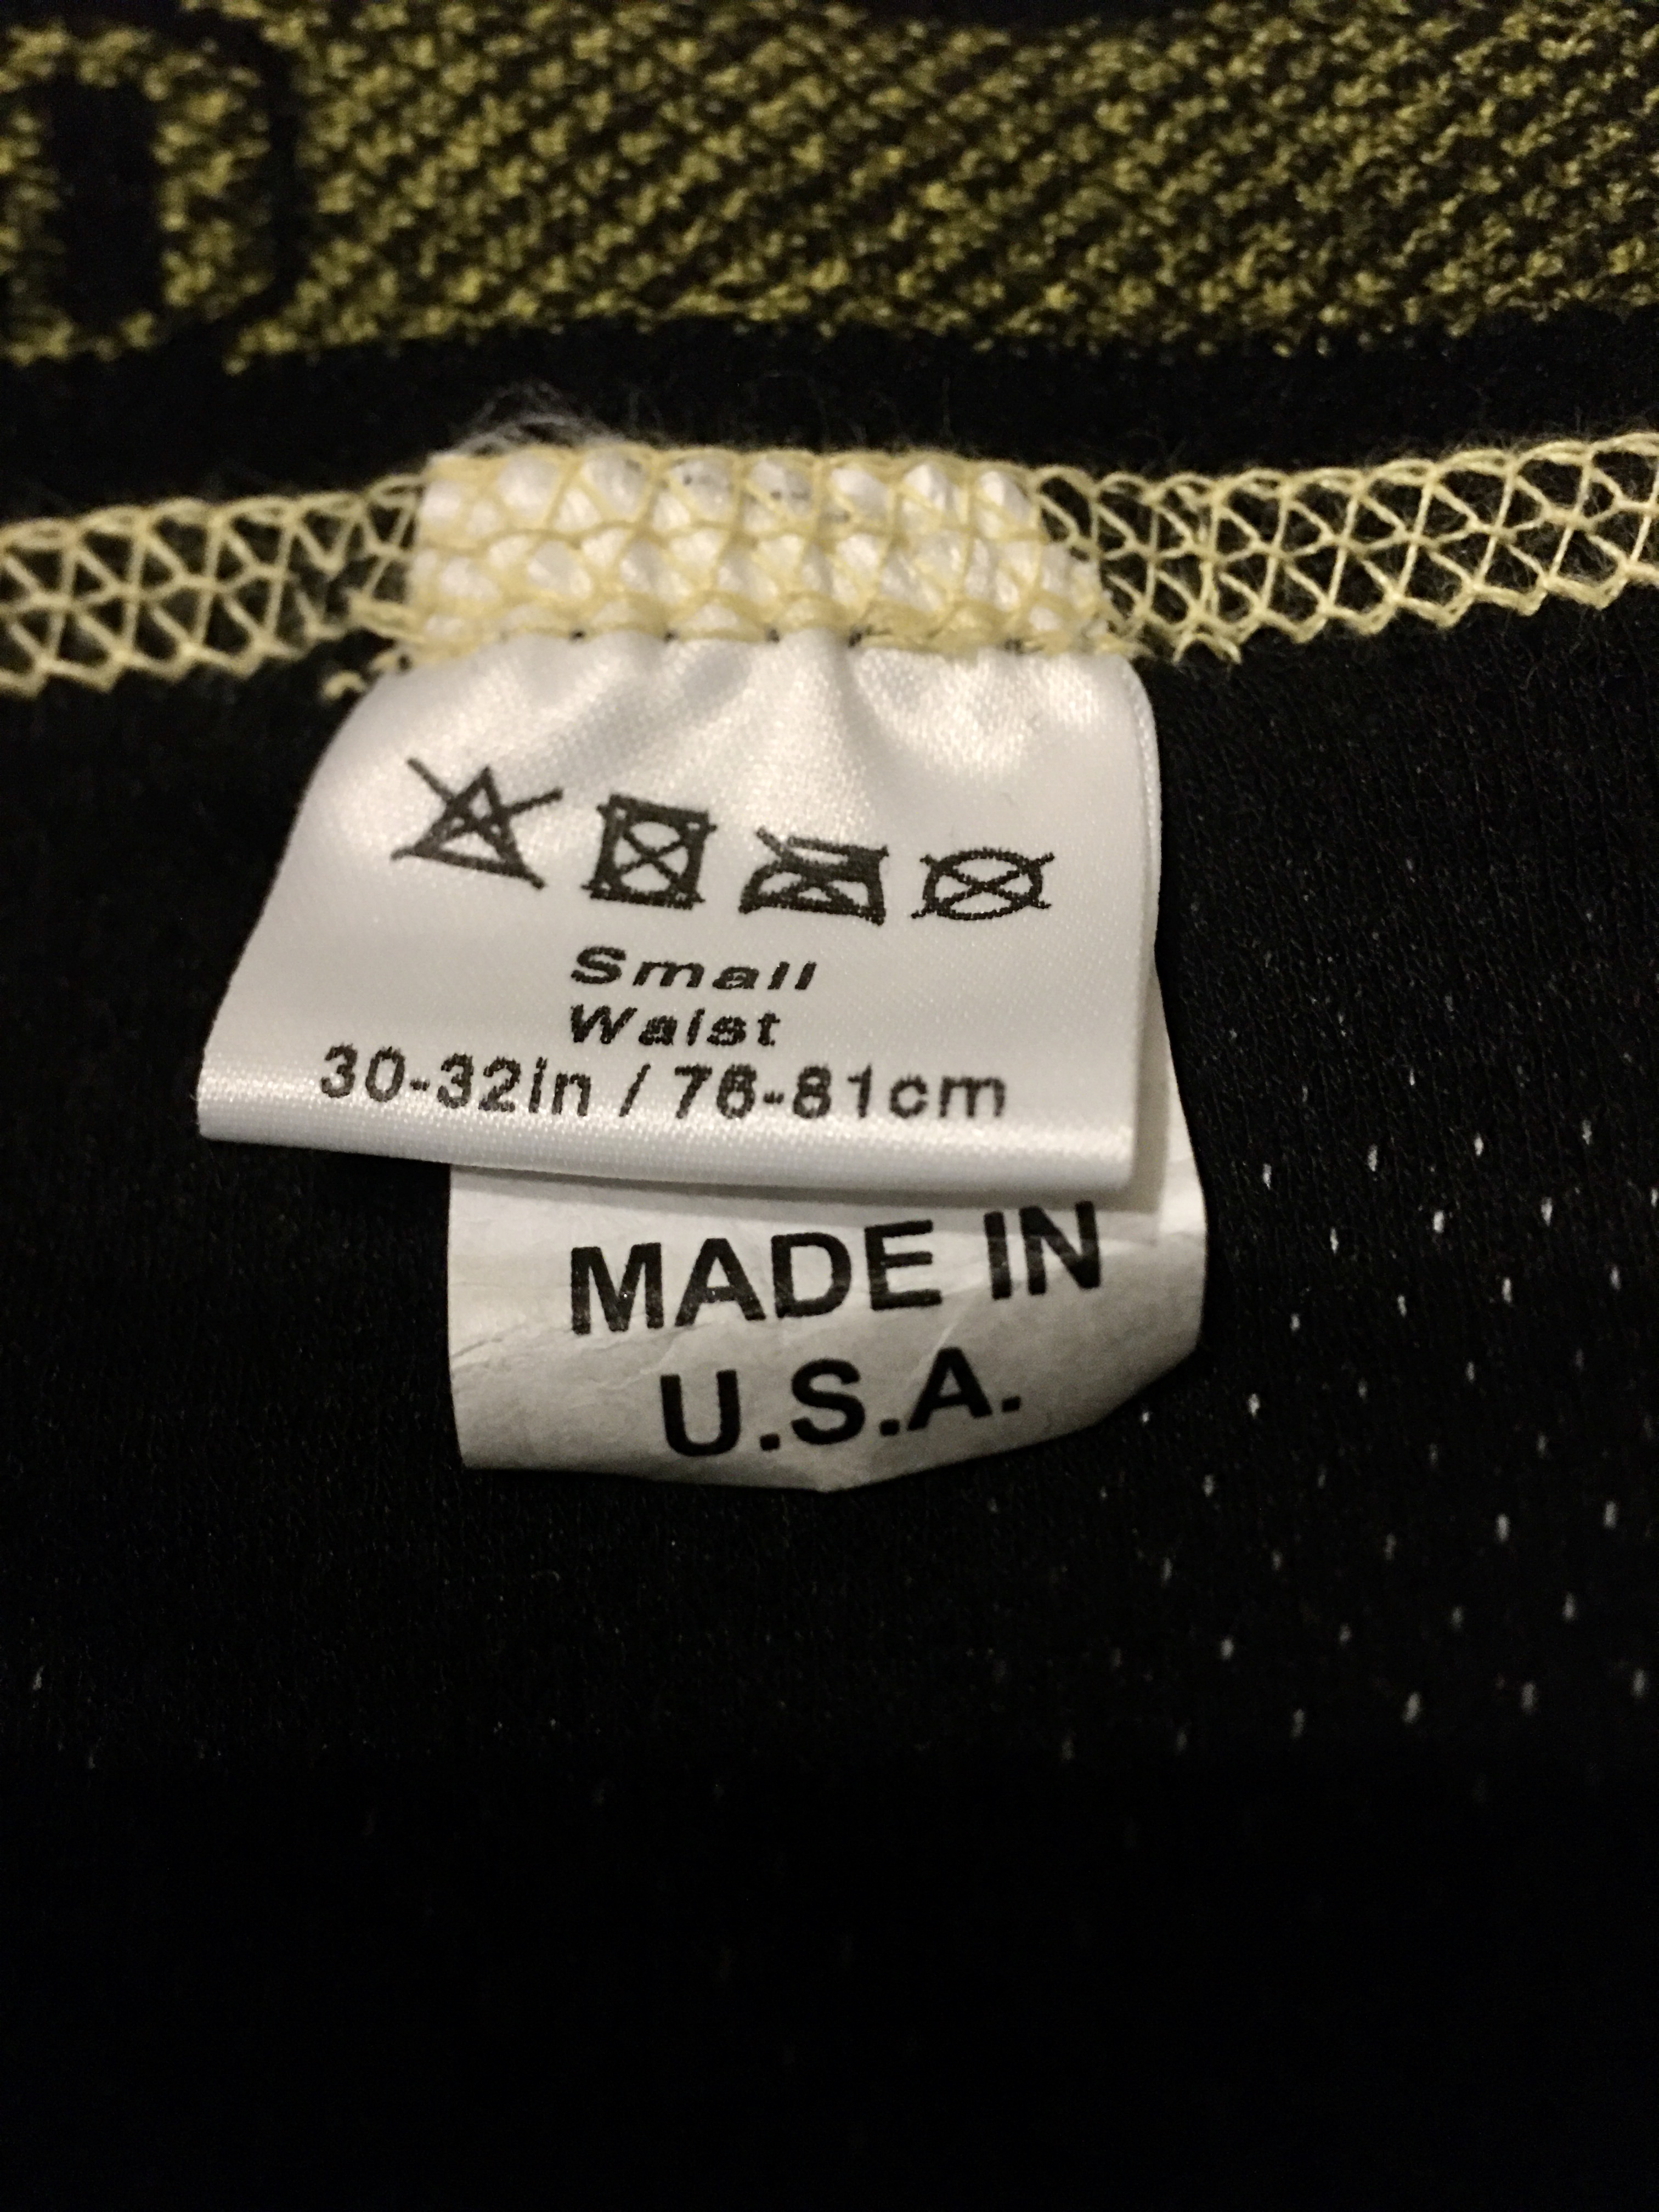 Small
Waist
30-32in / 76-81cm
MADE IN
U.S.A.